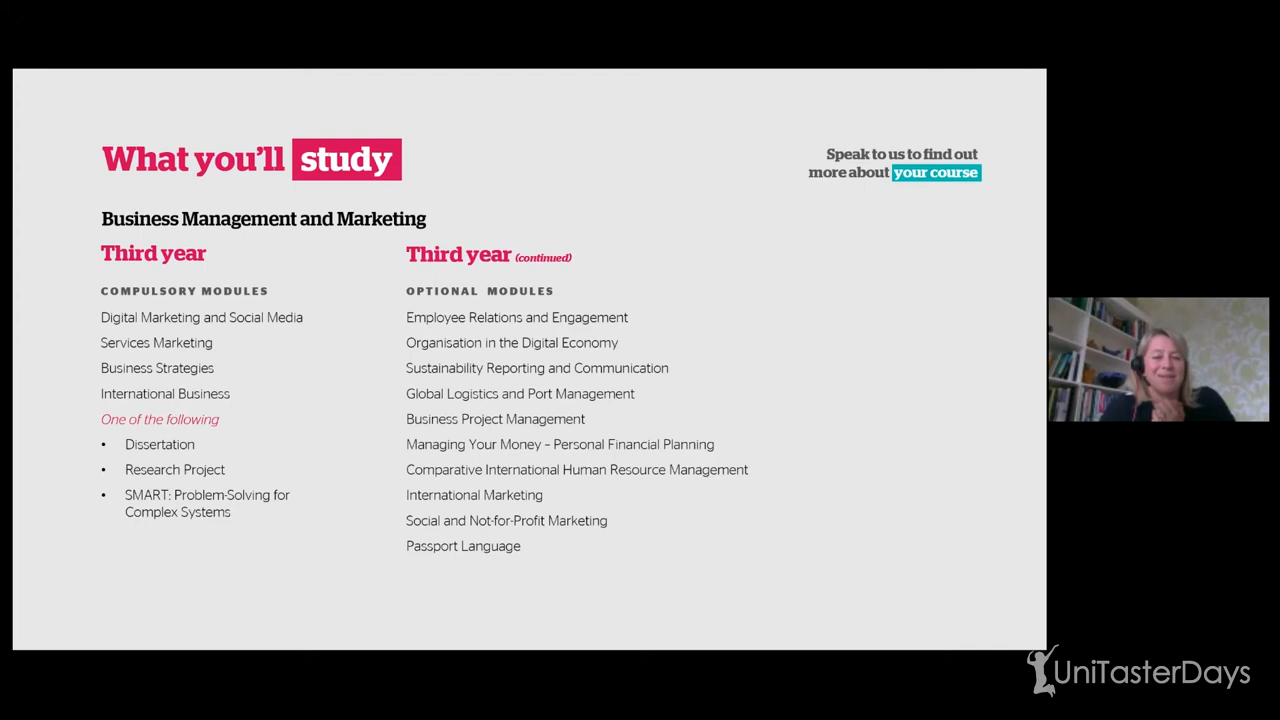 What you'll study
Speak to us to find out
more about your course
Business Management and Marketing
Third year
COMPULSORY MODULES
Digital Marketing and Social Media
Services Marketing
Business Strategies
International Business
One of the following
• Dissertation
• Research Project
• SMART: Problem-Solving for
Complex Systems
Third year (continued)
OPTIONAL MODULES
Employee Relations and Engagement
Organisation in the Digital Economy
Sustainability Reporting and Communication
Global Logistics and Port Management
Business Project Management
Managing Your Money – Personal Financial Planning
Comparative International Human Resource Management
International Marketing
Social and Not-for-Profit Marketing
Passport Language
UniTasterDays